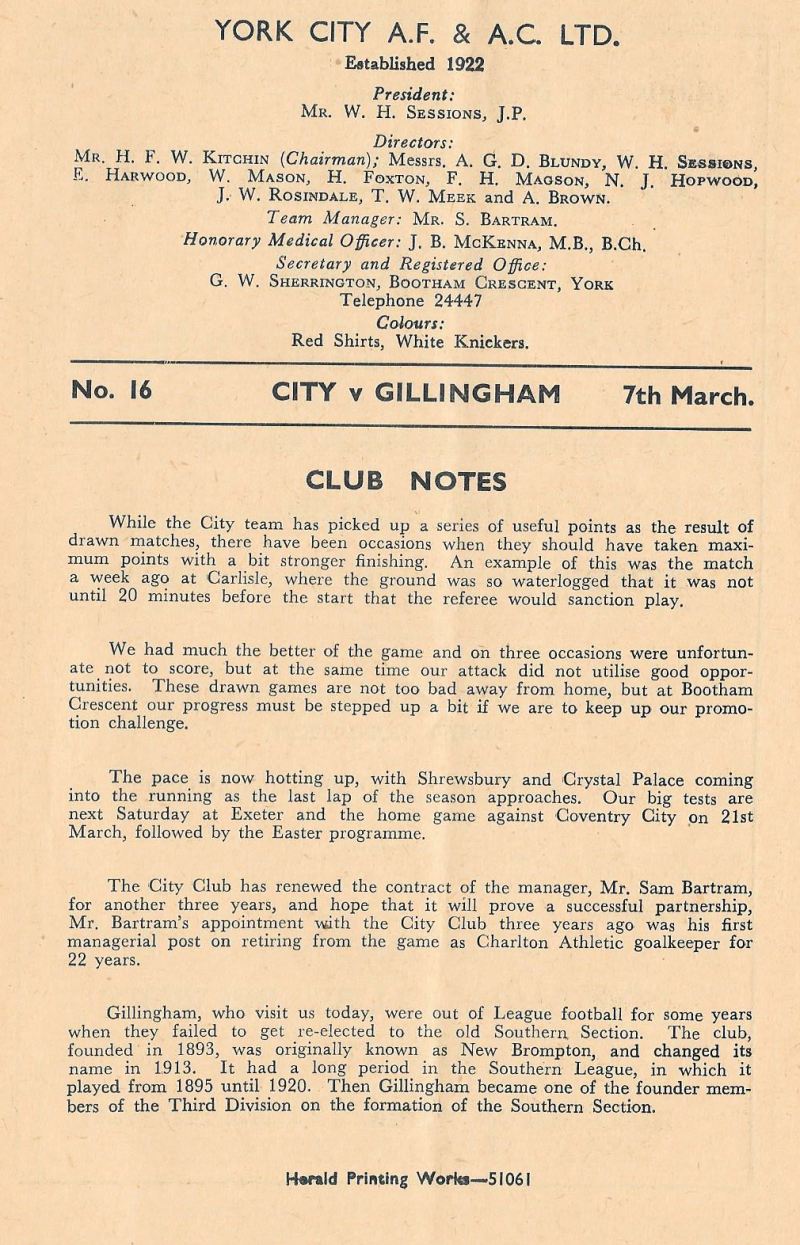 YORK CITY A.F. & A.C. LTD.
Established 1922
President:
MR. W. H. SESSIONS, J.P.
Directors:
MR. H. F. W. KITCHIN (Chairman); Messrs. A. G. D. BLUNDY, W. H. SESSIONS,
E. HARWOOD, W. MASON, H. FOXTON, F. H. MAGSON, N. J. HOPWOOD,
J. W. ROSINDALE, T. W. MEEK and A. BROWN.
Team Manager: MR. S. BARTRAM.
Honorary Medical Officer: J. B. MCKENNA, M.B., B.Ch.
Secretary and Registered Office:
G. W. SHERRINGTON, BOOTHAM CRESCENT, YORK
Telephone 24447
Colours:
Red Shirts, White Knickers.
No. 16 CITY v GILLINGHAM 7th March.
CLUB NOTES
While the City team has picked up a series of useful points as the result of
drawn matches, there have been occasions when they should have taken maxi-
mum points with a bit stronger finishing. An example of this was the match
a week ago at Carlisle, where the ground was so waterlogged that it was not
until 20 minutes before the start that the referee would sanction play.
We had much the better of the game and on three occasions were unfortun-
ate not to score, but at the same time our attack did not utilise good oppor-
tunities. These drawn games are not too bad away from home, but at Bootham
Crescent our progress must be stepped up a bit if we are to keep up our promo-
tion challenge.
The pace is now hotting up, with Shrewsbury and Crystal Palace coming
into the running as the last lap of the season approaches. Our big tests are
next Saturday at Exeter and the home game against Coventry City on 21st
March, followed by the Easter programme.
The City Club has renewed the contract of the manager, Mr. Sam Bartram,
for another three years, and hope that it will prove a successful partnership,
Mr. Bartram's appointment with the City Club three years ago was his first
managerial post on retiring from the game as Charlton Athletic goalkeeper for
22 years.
Gillingham, who visit us today, were out of League football for some years
when they failed to get re-elected to the old Southern Section. The club,
founded in 1893, was originally known as New Brompton, and changed its
name in 1913. It had a long period in the Southern League, in which it
played from 1895 until 1920. Then Gillingham became one of the founder mem-
bers of the Third Division on the formation of the Southern Section.
Herald Printing Works—51061